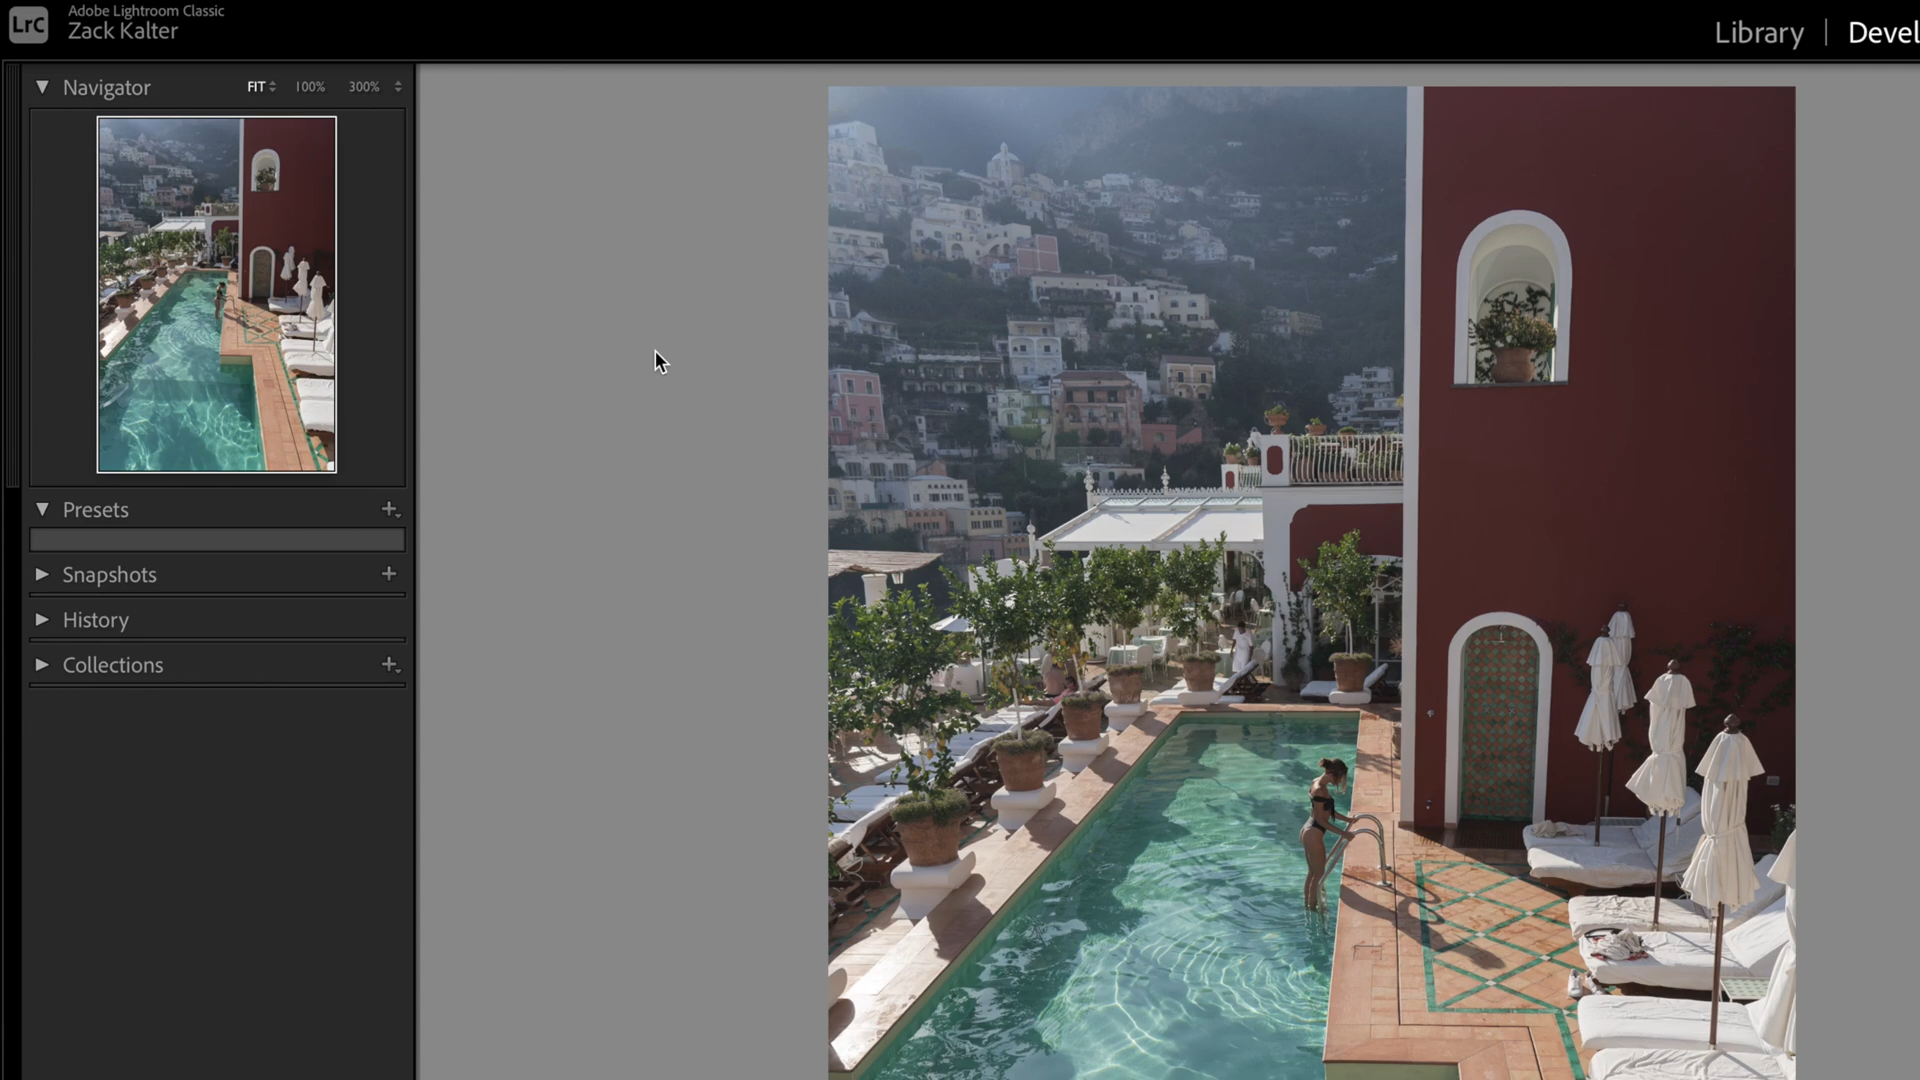 LrC
Adobe Lightroom Classic
Zack Kalter
Library | Devel
Navigator
FIT 100% 300%
Presets
Snapshots
History
Collections